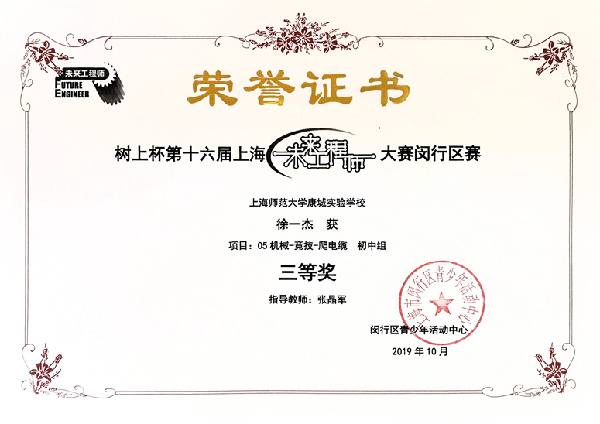 未来工程师
FUTURE
ENGINEER
荣誉证书
树上杯第十六届上海未来工程师大赛闵行区赛
上海师范大学康城实验学校
徐一杰 获
项目：05机械-竞技-爬电缆 初中组
三等奖
指导教师：张晶军
上海市闵行区青少年活动中心
闵行区青少年活动中心
2019年10月